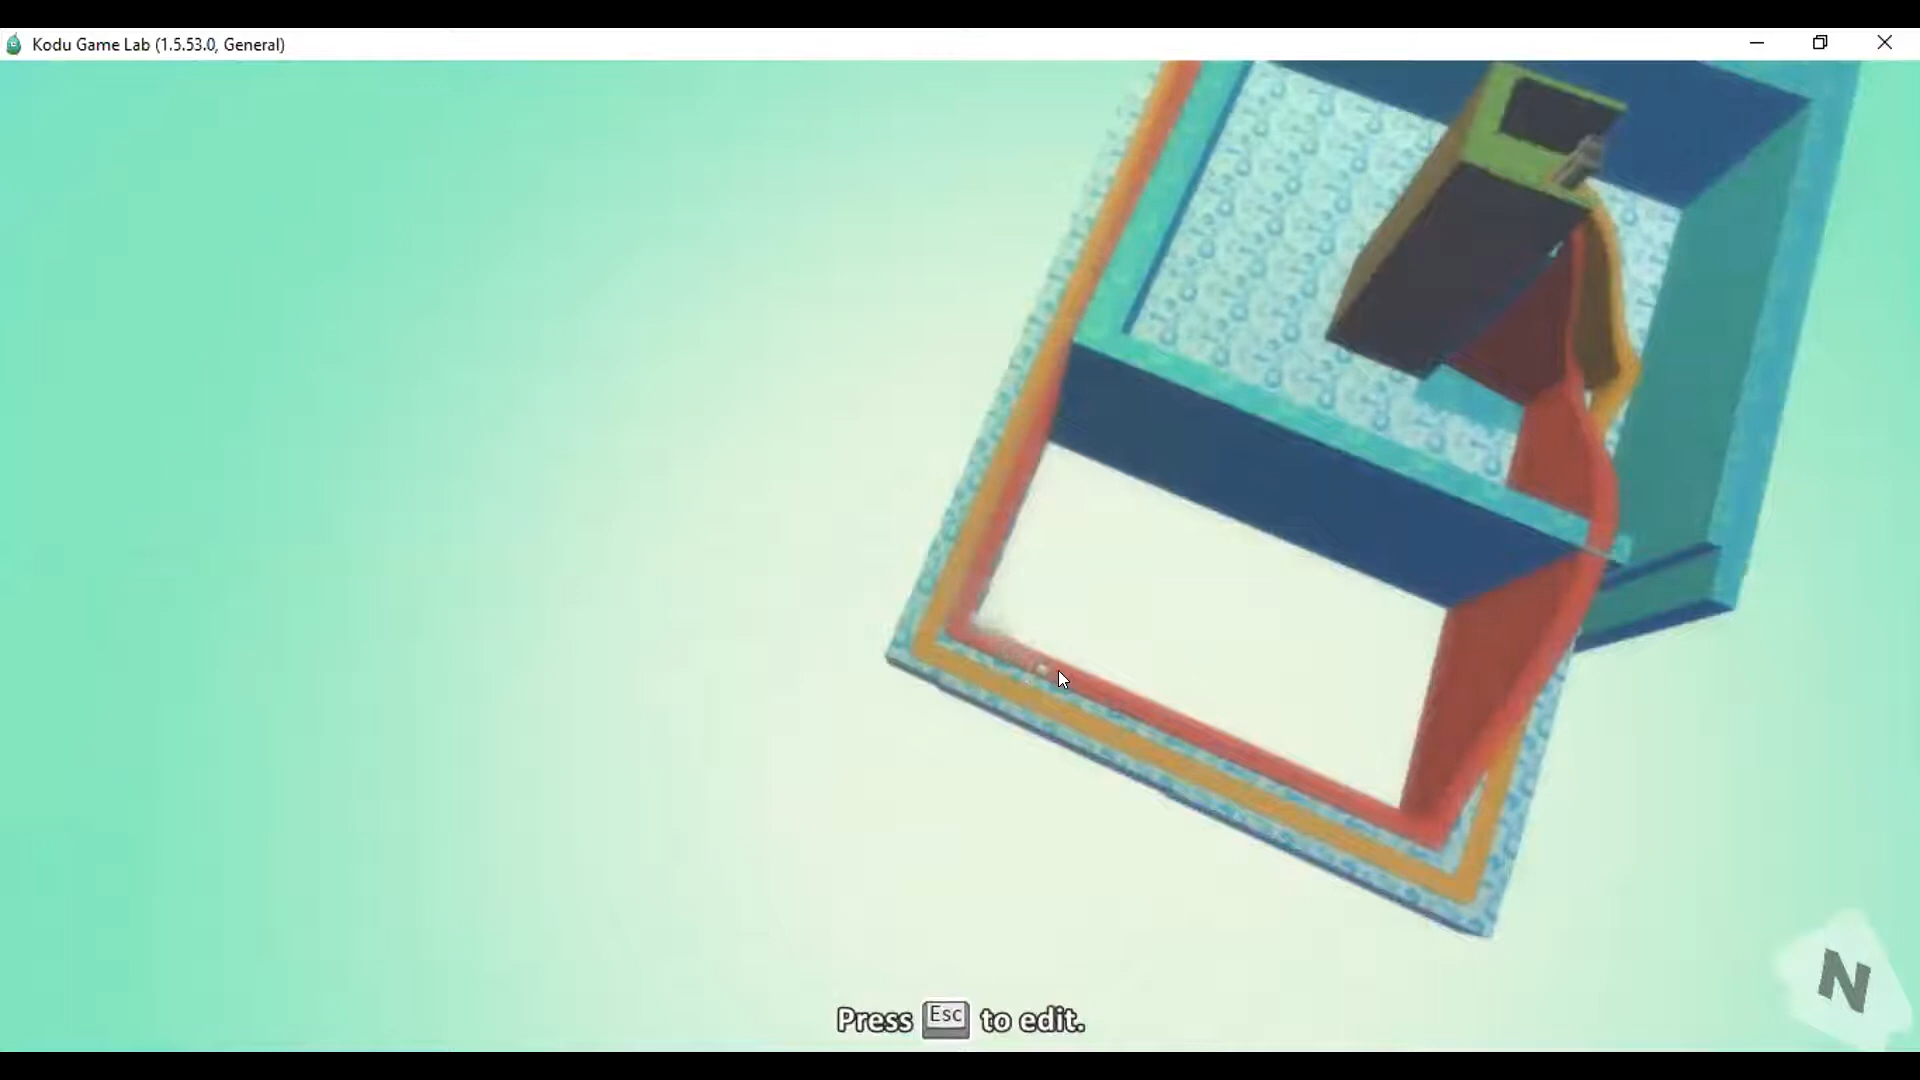 Kodu Game Lab (1.5.53.0, General)
Press Esc to edit.
N